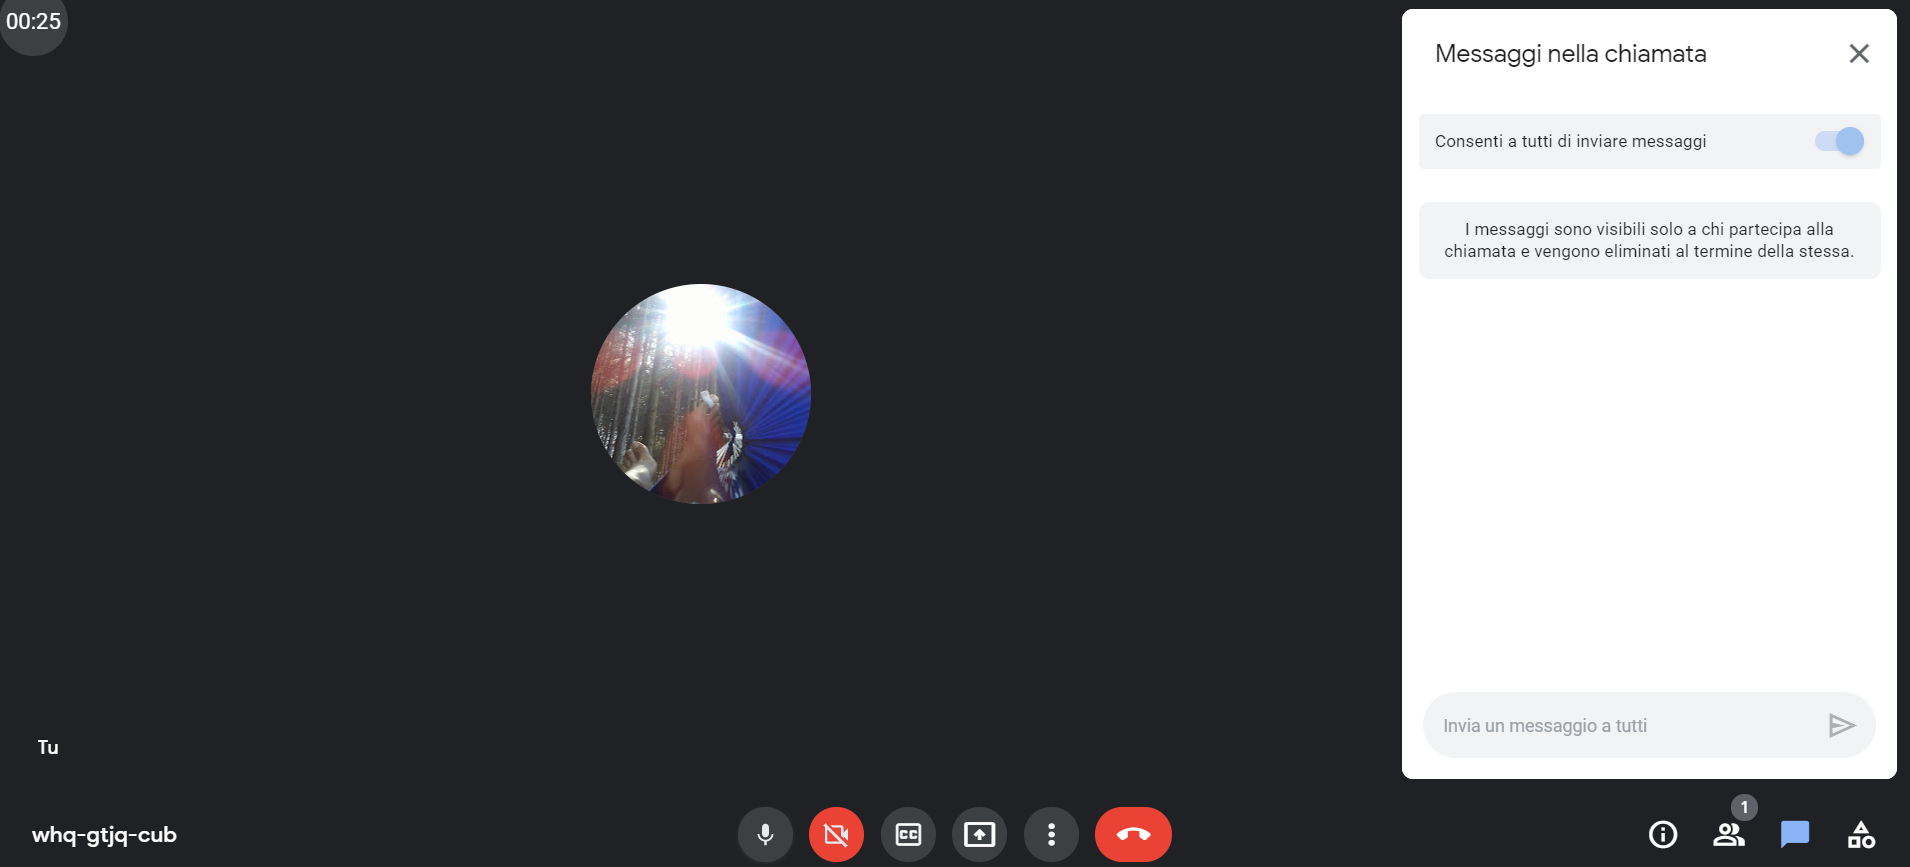 00:25
Messaggi nella chiamata
Consenti a tutti di inviare messaggi
I messaggi sono visibili solo a chi partecipa alla
chiamata e vengono eliminati al termine della stessa.
Invia un messaggio a tutti
Tu
whq-gtjq-cub
CC
1